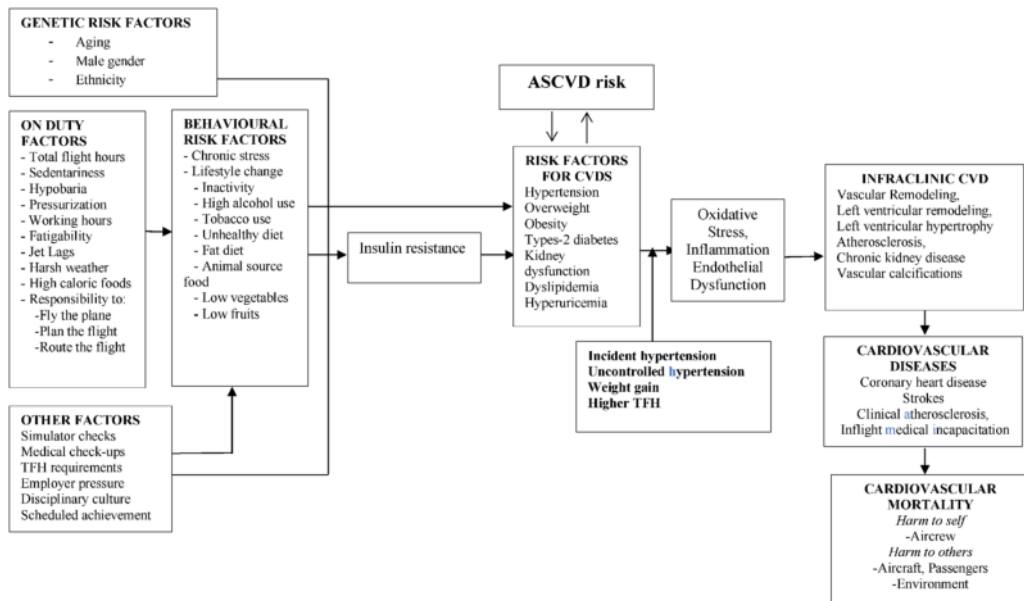 GENETIC RISK FACTORS
- Aging
- Male gender
- Ethnicity
ON DUTY
FACTORS
- Total flight hours
- Sedentariness
- Hypobaria
- Pressurization
- Working hours
- Fatigability
- Jet Lags
- Harsh weather
- High caloric foods
- Responsibility to:
-Fly the plane
-Plan the flight
-Route the flight
OTHER FACTORS
Simulator checks
Medical check-ups
TFH requirements
Employer pressure
Disciplinary culture
Scheduled achievement
BEHAVIOURAL
RISK FACTORS
- Chronic stress
- Lifestyle change
- Inactivity
- High alcohol use
- Tobacco use
- Unhealthy diet
- Fat diet
- Animal source
food
- Low vegetables
- Low fruits
Insulin resistance
ASCVD risk
RISK FACTORS
FOR CVDS
Hypertension
Overweight
Obesity
Types-2 diabetes
Kidney
dysfunction
Dyslipidemia
Hyperuricemia
Incident hypertension
Uncontrolled hypertension
Weight gain
Higher TFH
Oxidative
Stress,
Inflammation
Endothelial
Dysfunction
INFRACLINIC CVD
Vascular Remodeling,
Left ventricular remodeling,
Left ventricular hypertrophy
Atherosclerosis,
Chronic kidney disease
Vascular calcifications
CARDIOVASCULAR
DISEASES
Coronary heart disease
Strokes
Clinical atherosclerosis,
Inflight medical incapacitation
CARDIOVASCULAR
MORTALITY
Harm to self
-Aircrew
Harm to others
-Aircraft, Passengers
-Environment